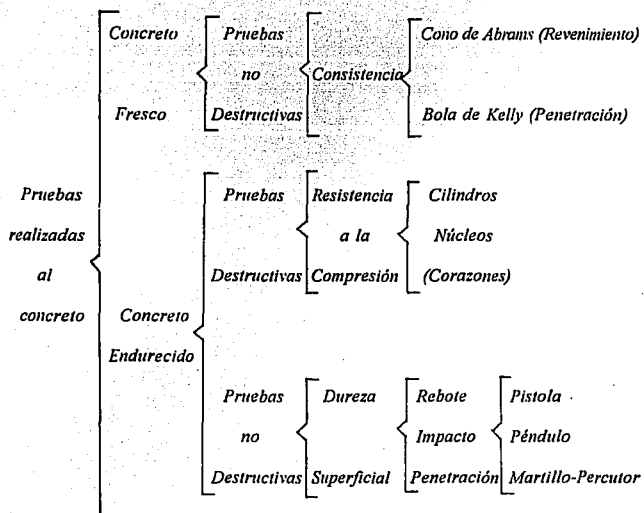 Concreto Pruebas Cono de Abrams (Revenimiento)
no Consistencia
Fresco Destructivas Bola de Kelly (Penetración)
Pruebas Pruebas Resistencia Cilindros
realizadas a la Núcleos
al Destructivas Compresión (Corazones)
concreto Concreto
Endurecido
Pruebas Dureza Rebote Pistola
no Impacto Péndulo
Destructivas Superficial Penetración Martillo-Percutor